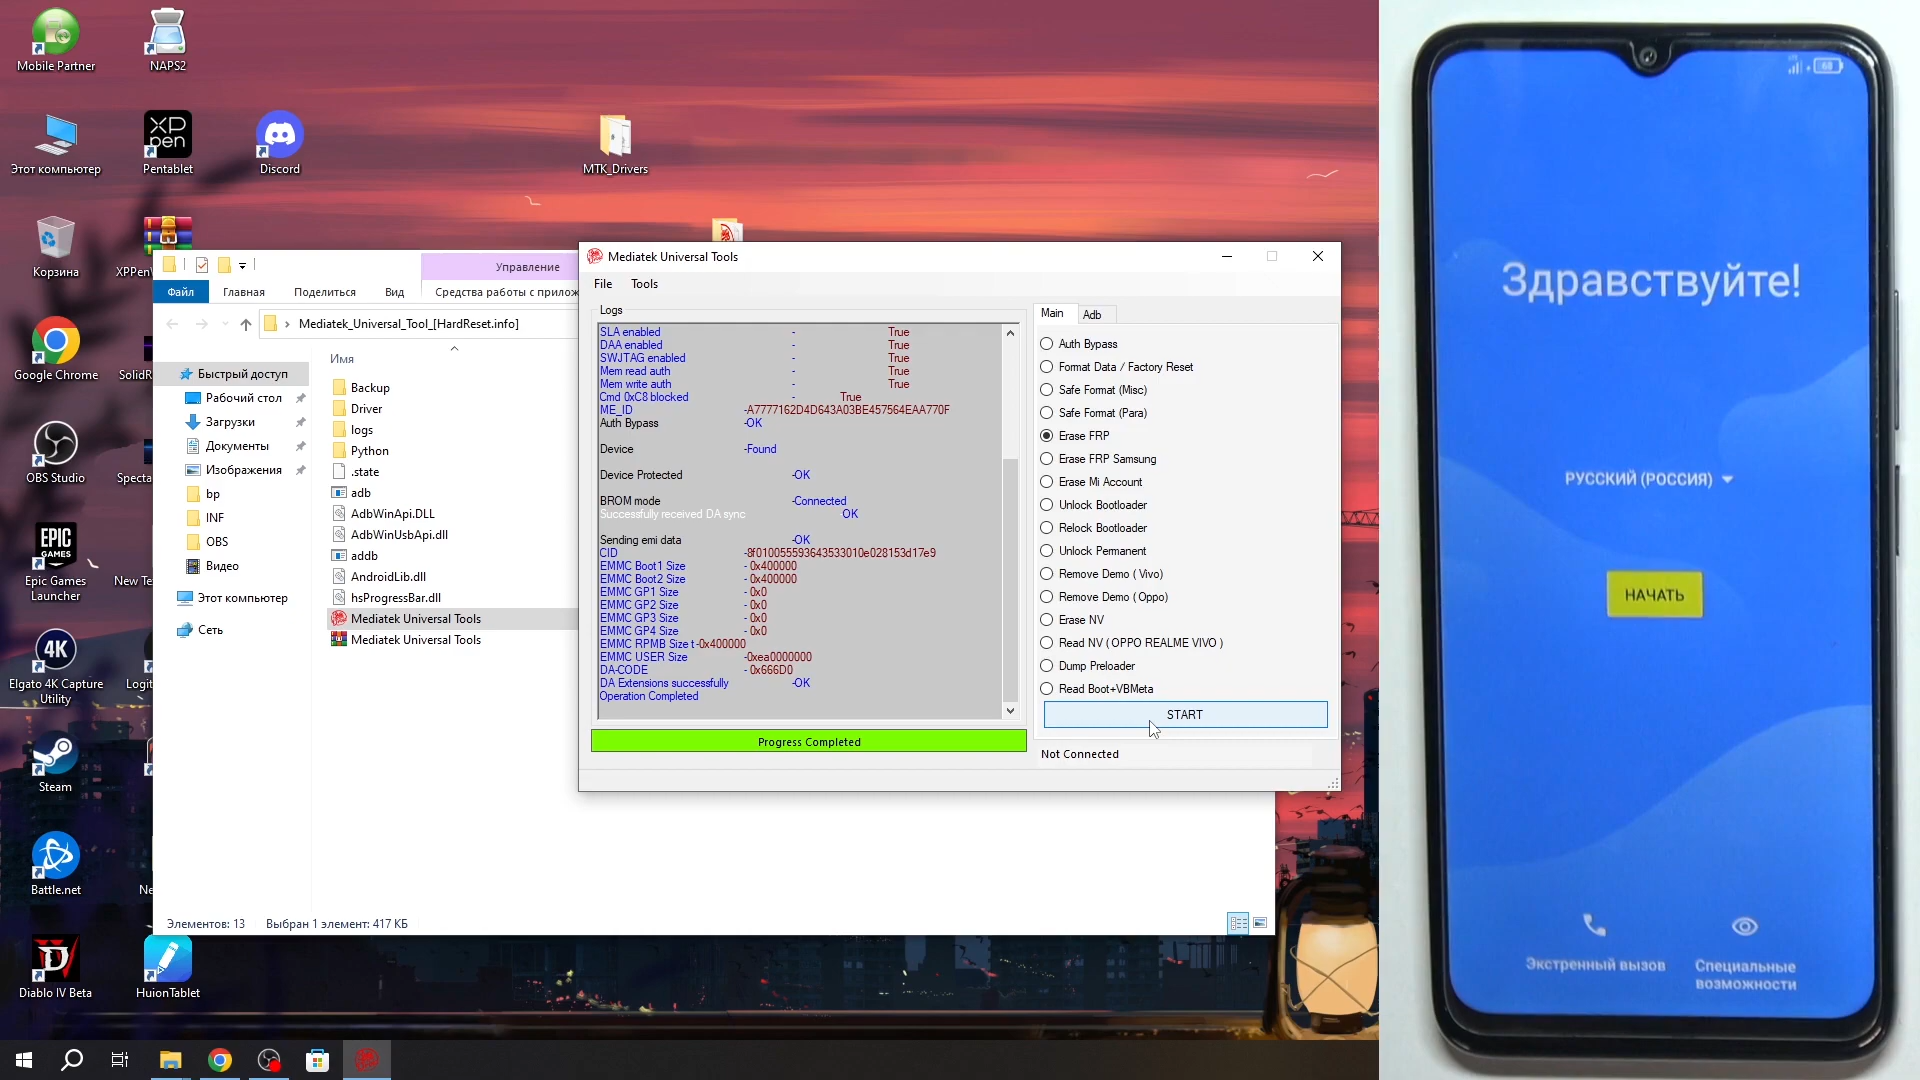 Mobile Partner
NAPS2
Этот компьютер
XP
pen
Pentablet
Discord
MTK_Drivers
Корзина
Google Chrome
OBS Studio
EPIC
GAMES
Epic Games
Launcher
4K
Elgato 4K Capture
Utility
Steam
Battle.net
Diablo IV Beta
HuionTablet
Управление
Файл
Главная
Поделиться
Вид
Mediatek_Universal_Tool_[HardReset.info]
Имя
Быстрый доступ
Рабочий стол
Загрузки
Документы
Изображения
bp
INF
OBS
Видео
Этот компьютер
Сеть
Backup
Driver
logs
Python
.state
adb
AdbWinApi.DLL
AdbWinUsbApi.dll
addb
AndroidLib.dll
hsProgressBar.dll
Mediatek Universal Tools
Mediatek Universal Tools
Элементов: 13
Выбран 1 элемент: 417 КБ
Mediatek Universal Tools
File Tools
Logs
SLA enabled - True
DAA enabled - True
SWJTAG enabled - True
Mem read auth - True
Mem write auth - True
Cmd 0xC8 blocked - True
ME_ID -A7777162D4D643A03BE457564EAA770F
Auth Bypass -OK
Device -Found
Device Protected -OK
BROM mode -Connected
Successfully received DA sync OK
Sending emi data -OK
CID -8f010055593643533010e028153d17e9
EMMC Boot1 Size - 0x400000
EMMC Boot2 Size - 0x400000
EMMC GP1 Size - 0x0
EMMC GP2 Size - 0x0
EMMC GP3 Size - 0x0
EMMC GP4 Size - 0x0
EMMC RPMB Size t -0x400000
EMMC USER Size -0xea0000000
DA-CODE - 0x666D0
DA Extensions successfully -OK
Operation Completed
Progress Completed
Main Adb
Auth Bypass
Format Data / Factory Reset
Safe Format (Misc)
Safe Format (Para)
Erase FRP
Erase FRP Samsung
Erase Mi Account
Unlock Bootloader
Relock Bootloader
Unlock Permanent
Remove Demo ( Vivo)
Remove Demo ( Oppo)
Erase NV
Read NV ( OPPO REALME VIVO )
Dump Preloader
Read Boot+VBMeta
START
Not Connected
Здравствуйте!
РУССКИЙ (РОССИЯ)
НАЧАТЬ
Экстренный вызов
Специальные
возможности